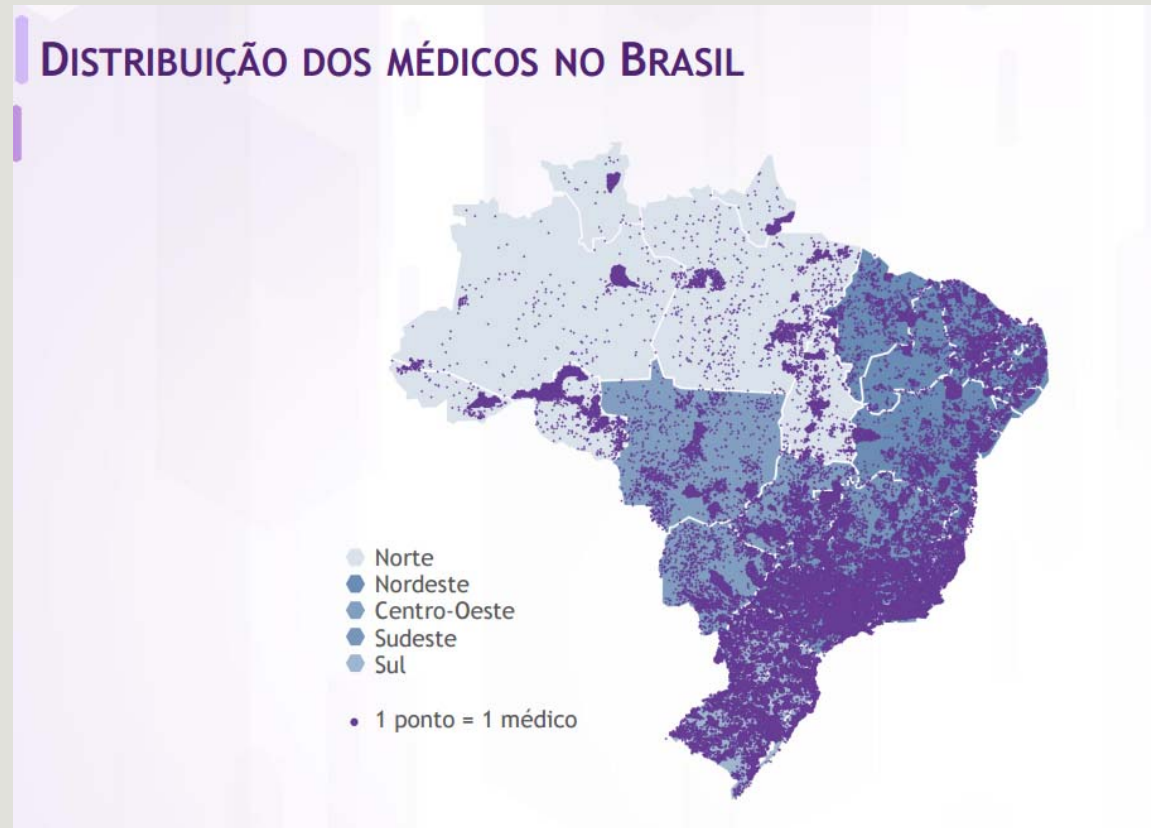 DISTRIBUIÇÃO DOS MÉDICOS NO BRASIL
Norte
Nordeste
Centro-Oeste
Sudeste
Sul
1 ponto = 1 médico